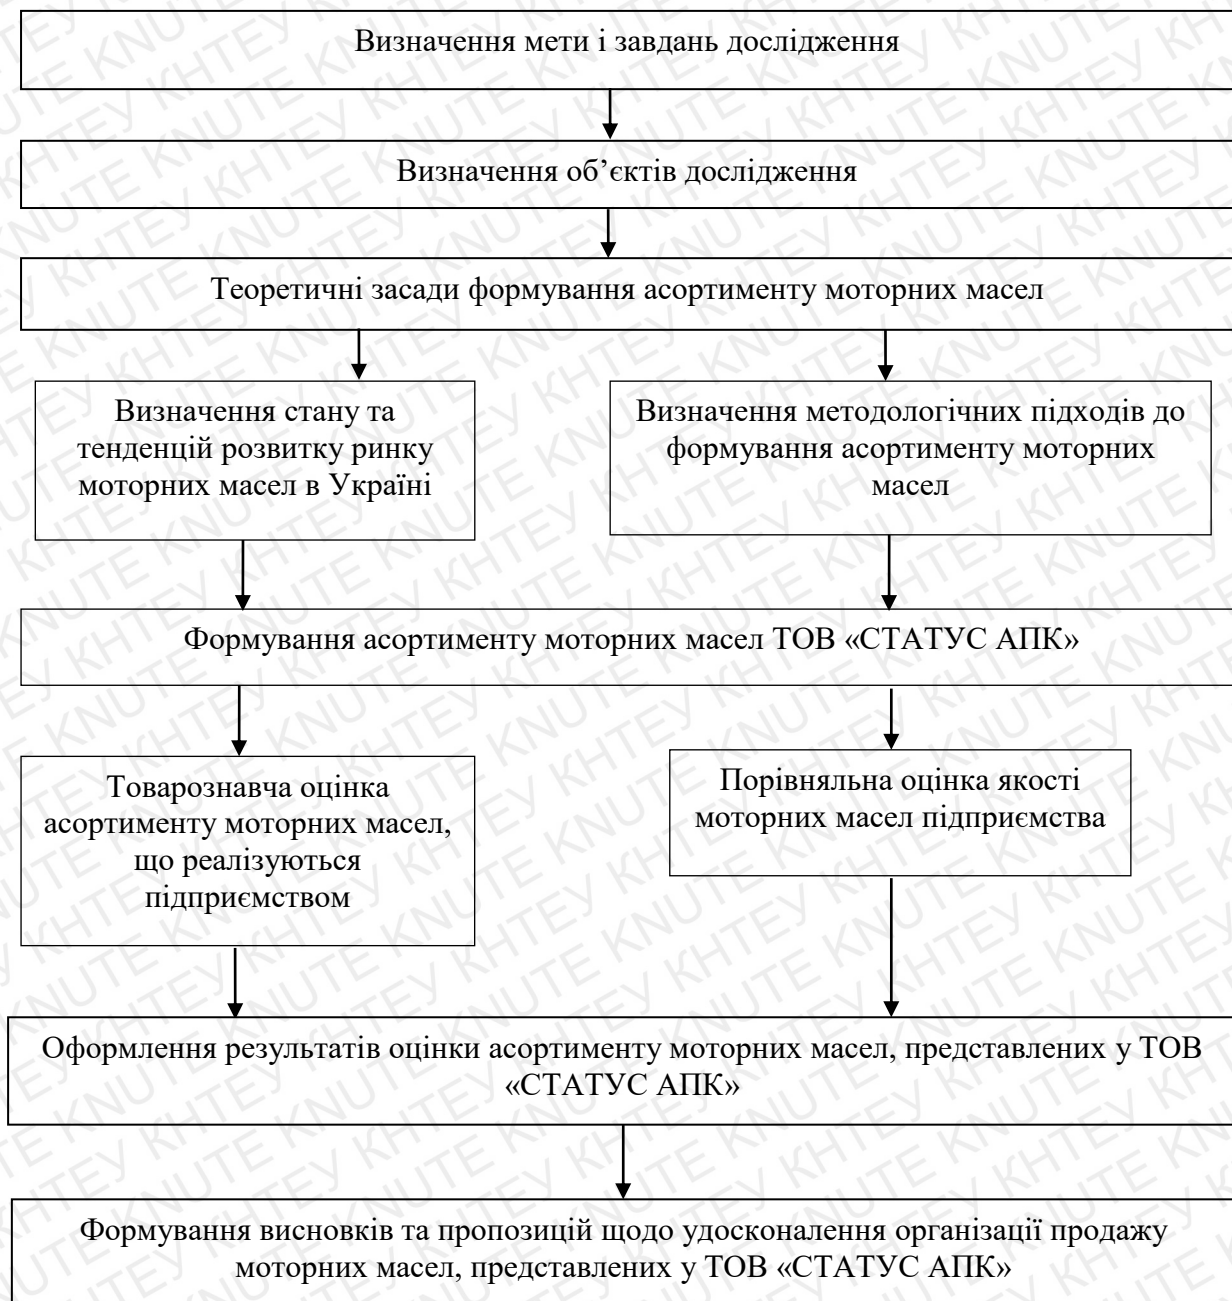 Визначення мети і завдань дослідження
Визначення об’єктів дослідження
Теоретичні засади формування асортименту моторних масел
Визначення стану та
тенденцій розвитку ринку
моторних масел в Україні
Визначення методологічних підходів до
формування асортименту моторних
масел
Формування асортименту моторних масел ТОВ «СТАТУС АПК»
Товарознавча оцінка
асортименту моторних масел,
що реалізуються
підприємством
Порівняльна оцінка якості
моторних масел підприємства
Оформлення результатів оцінки асортименту моторних масел, представлених у ТОВ
«СТАТУС АПК»
Формування висновків та пропозицій щодо удосконалення організації продажу
моторних масел, представлених у ТОВ «СТАТУС АПК»